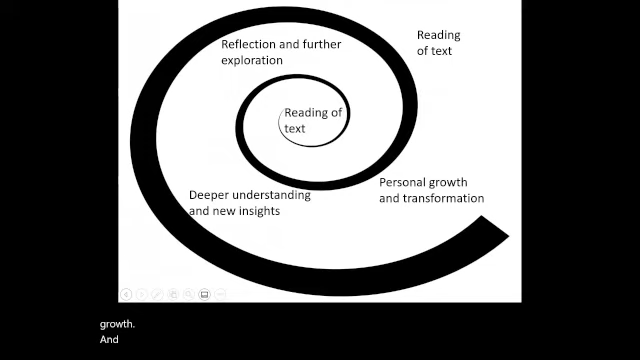 Reading
of text
Reflection and further
exploration
Reading of
text
Personal growth
and transformation
Deeper understanding
and new insights
growth.
And